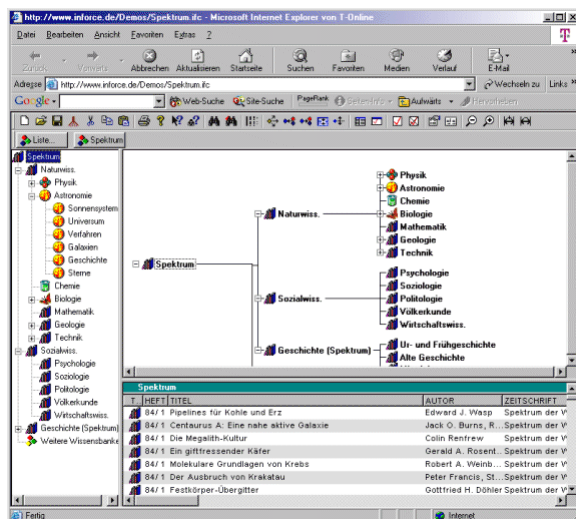 http://www.inforce.de/Demos/Spektrum.ifc - Microsoft Internet Explorer von T-Online
Datei Bearbeiten Ansicht Favoriten Extras ?
Zurück Vorwärts Abbrechen Aktualisieren Startseite Suchen Favoriten Medien Verlauf E-Mail
Adresse http://www.inforce.de/Demos/Spektrum.ifc Wechseln zu Links
Google Web-Suche Site-Suche PageRank Seiten-Info Aufwärts Hervorheben
Liste... Spektrum
Spektrum
Naturwiss.
Physik
Astronomie
Sonnensystem
Universum
Verfahren
Galaxien
Geschichte
Sterne
Chemie
Biologie
Mathematik
Geologie
Technik
Sozialwiss.
Psychologie
Soziologie
Politologie
Völkerkunde
Wirtschaftswiss.
Geschichte (Spektrum)
Weitere Wissensbanke
Spektrum
Naturwiss.
Physik
Astronomie
Chemie
Biologie
Mathematik
Geologie
Technik
Sozialwiss.
Psychologie
Soziologie
Politologie
Völkerkunde
Wirtschaftswiss.
Geschichte (Spektrum)
Ur- und Frühgeschichte
Alte Geschichte
Spektrum
T.. HEFT TITEL AUTOR ZEITSCHRIFT
84/ 1 Pipelines für Kohle und Erz Edward J. Wasp Spektrum der W
84/ 1 Centaurus A: Eine nahe aktive Galaxie Jack O. Burns, R... Spektrum der W
84/ 1 Die Megalith-Kultur Colin Renfrew Spektrum der W
84/ 1 Ein giftfressender Käfer Gerald A. Rosent... Spektrum der W
84/ 1 Molekulare Grundlagen von Krebs Robert A. Weinb... Spektrum der W
84/ 1 Der Ausbruch von Krakatau Peter Francis, St... Spektrum der W
84/ 1 Festkörper-Übergitter Gottfried H. Döhler Spektrum der W
Fertig Internet